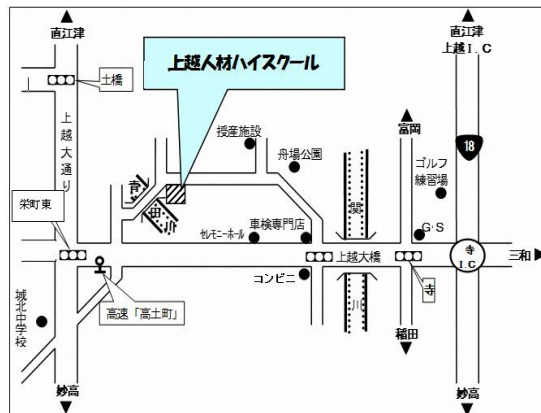 直江津
土橋
上越大通り
栄町東
城北中学校
妙高
高速「高土町」
上越人材ハイスクール
授産施設
舟場公園
青
セレモニーホール
車検専門店
コンビニ
関
川
上越大橋
富岡
ゴルフ
練習場
G・S
寺
稲田
直江津
上越I.C
18
寺
I.C
三和
妙高